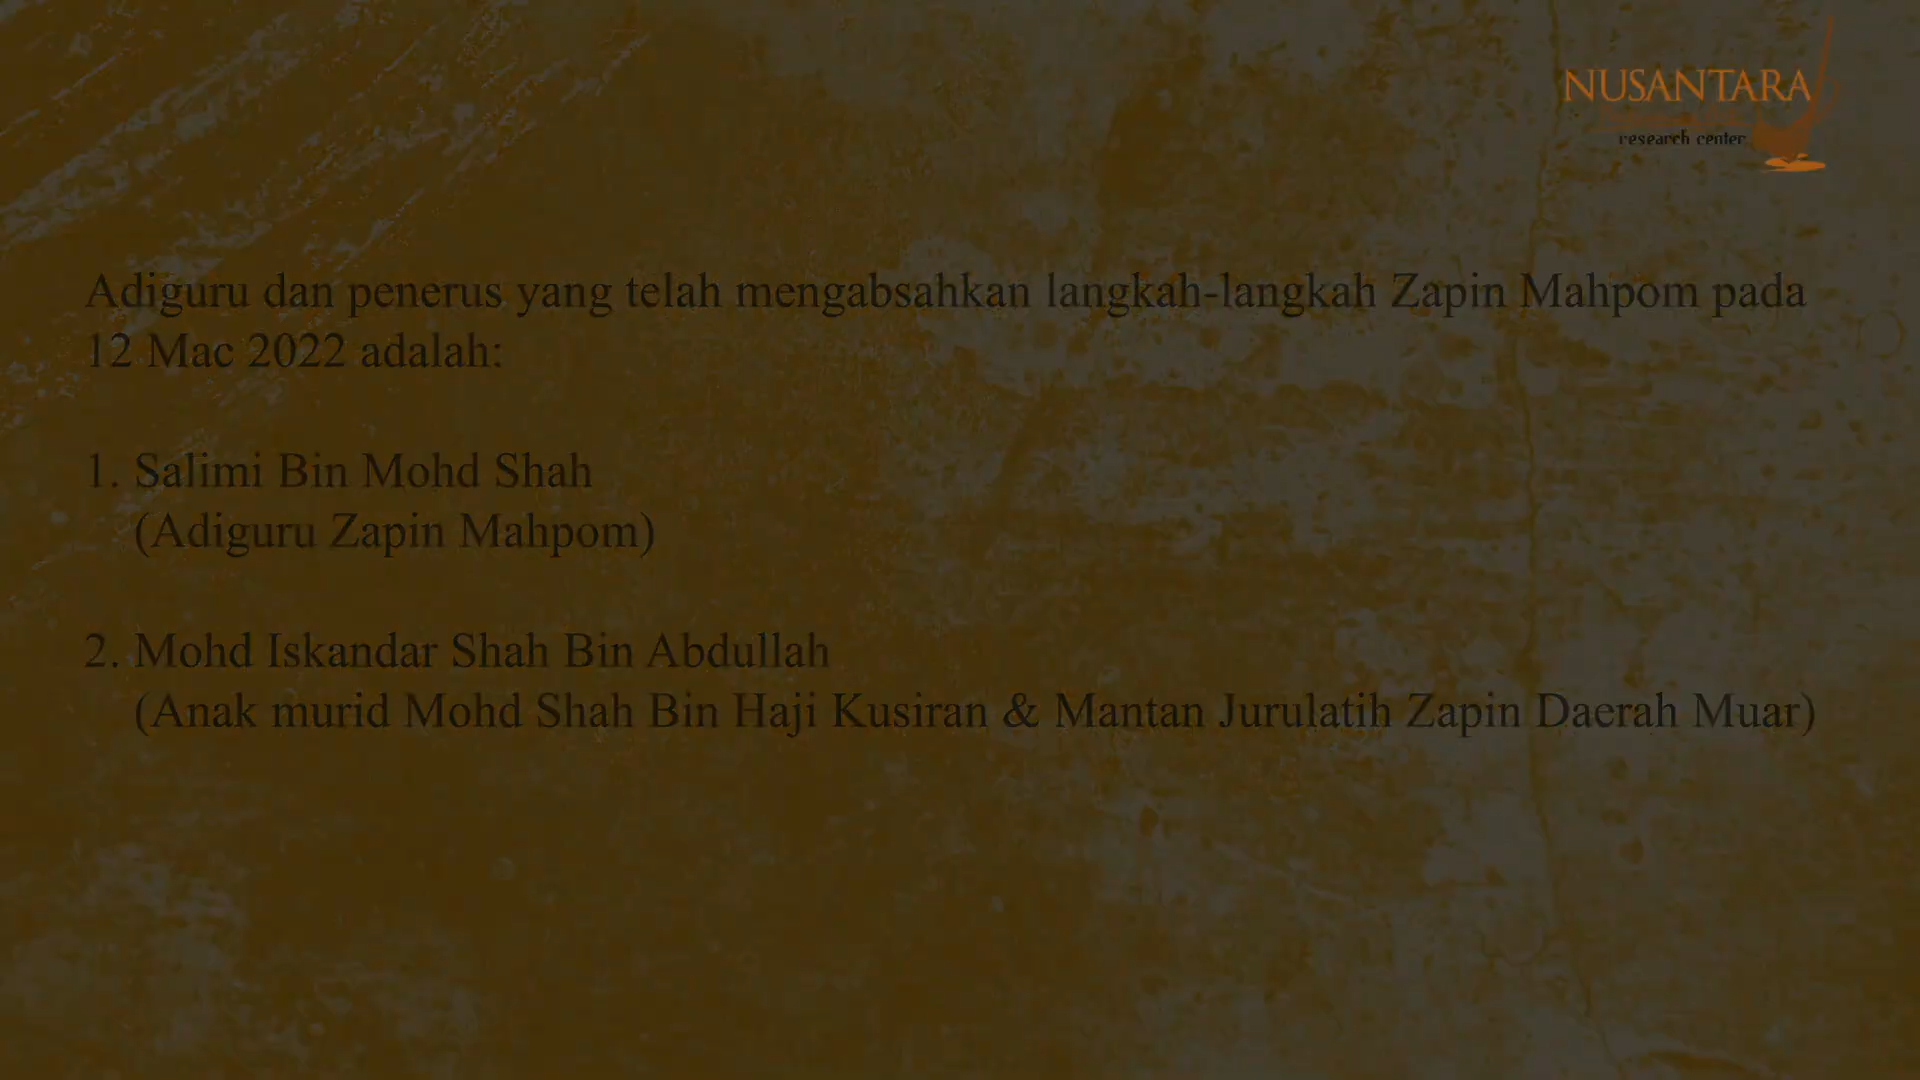 NUSANTARA
research center
Adiguru dan penerus yang telah mengabsahkan langkah-langkah Zapin Mahpom pada
12 Mac 2022 adalah:
1. Salimi Bin Mohd Shah
(Adiguru Zapin Mahpom)
2. Mohd Iskandar Shah Bin Abdullah
(Anak murid Mohd Shah Bin Haji Kusiran & Mantan Jurulatih Zapin Daerah Muar)